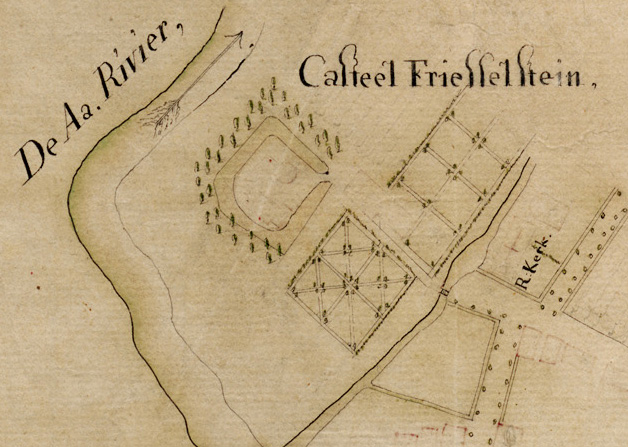 De Aa. Rivier,
Casteel Friesselstein,
R. Kerk.